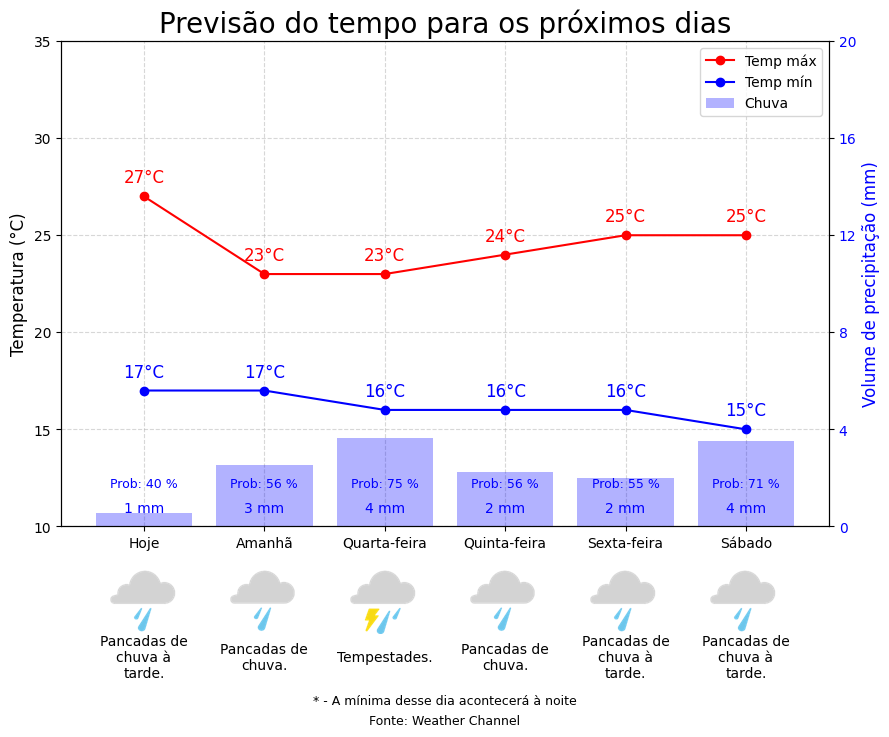 Previsão do tempo para os próximos dias
35
30
25
20
15
10
Temperatura (°C)
20
16
12
8
4
0
Volume de precipitação (mm)
Temp máx
Temp mín
Chuva
27°C
23°C
23°C
24°C
25°C
25°C
17°C
17°C
16°C
16°C
16°C
15°C
Prob: 40 %
Prob: 56 %
Prob: 75 %
Prob: 56 %
Prob: 55 %
Prob: 71 %
1 mm
3 mm
4 mm
2 mm
2 mm
4 mm
Hoje
Amanhã
Quarta-feira
Quinta-feira
Sexta-feira
Sábado
Pancadas de
chuva à
tarde.
Pancadas de
chuva.
Tempestades.
Pancadas de
chuva.
Pancadas de
chuva à
tarde.
Pancadas de
chuva à
tarde.
* - A mínima desse dia acontecerá à noite
Fonte: Weather Channel